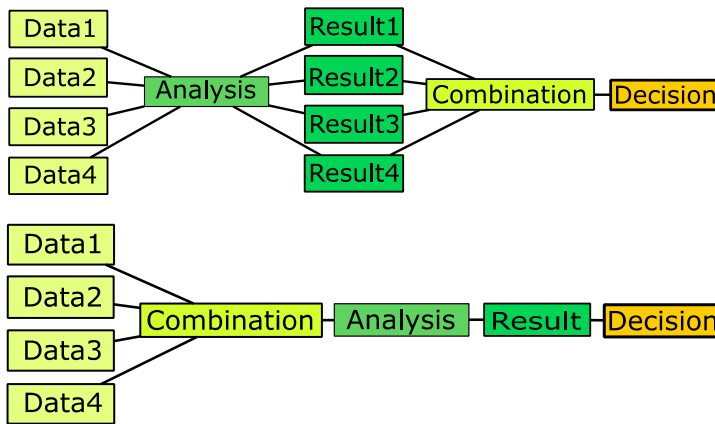 Data1
Data2
Data3
Data4
Analysis
Result1
Result2
Result3
Result4
Combination
Decision
Data1
Data2
Data3
Data4
Combination
Analysis
Result
Decision